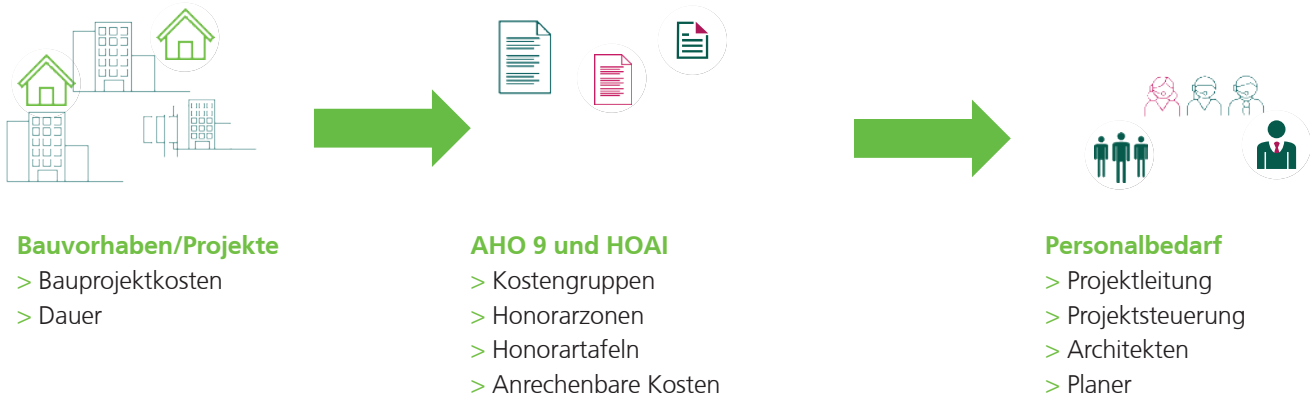 Bauvorhaben/Projekte
> Bauprojektkosten
> Dauer
AHO 9 und HOAI
> Kostengruppen
> Honorarzonen
> Honorartafeln
> Anrechenbare Kosten
Personalbedarf
> Projektleitung
> Projektsteuerung
> Architekten
> Planer